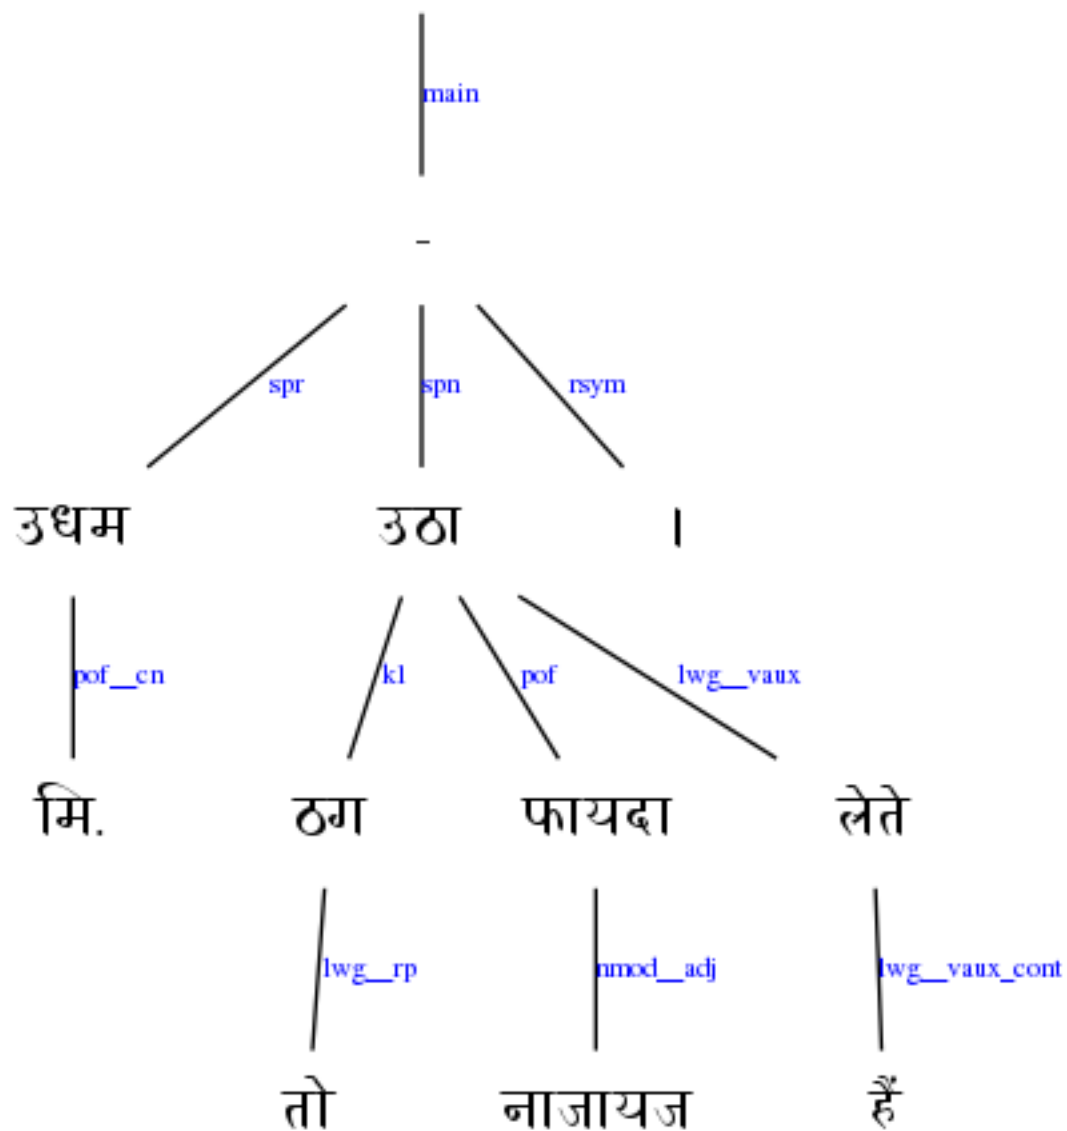 main
-
spr spn rsym
उधम उठा ।
pof__cn k1 pof lwg__vaux
मि. ठग फायदा लेते
lwg__rp nmod__adj lwg__vaux_cont
तो नाजायज हैं